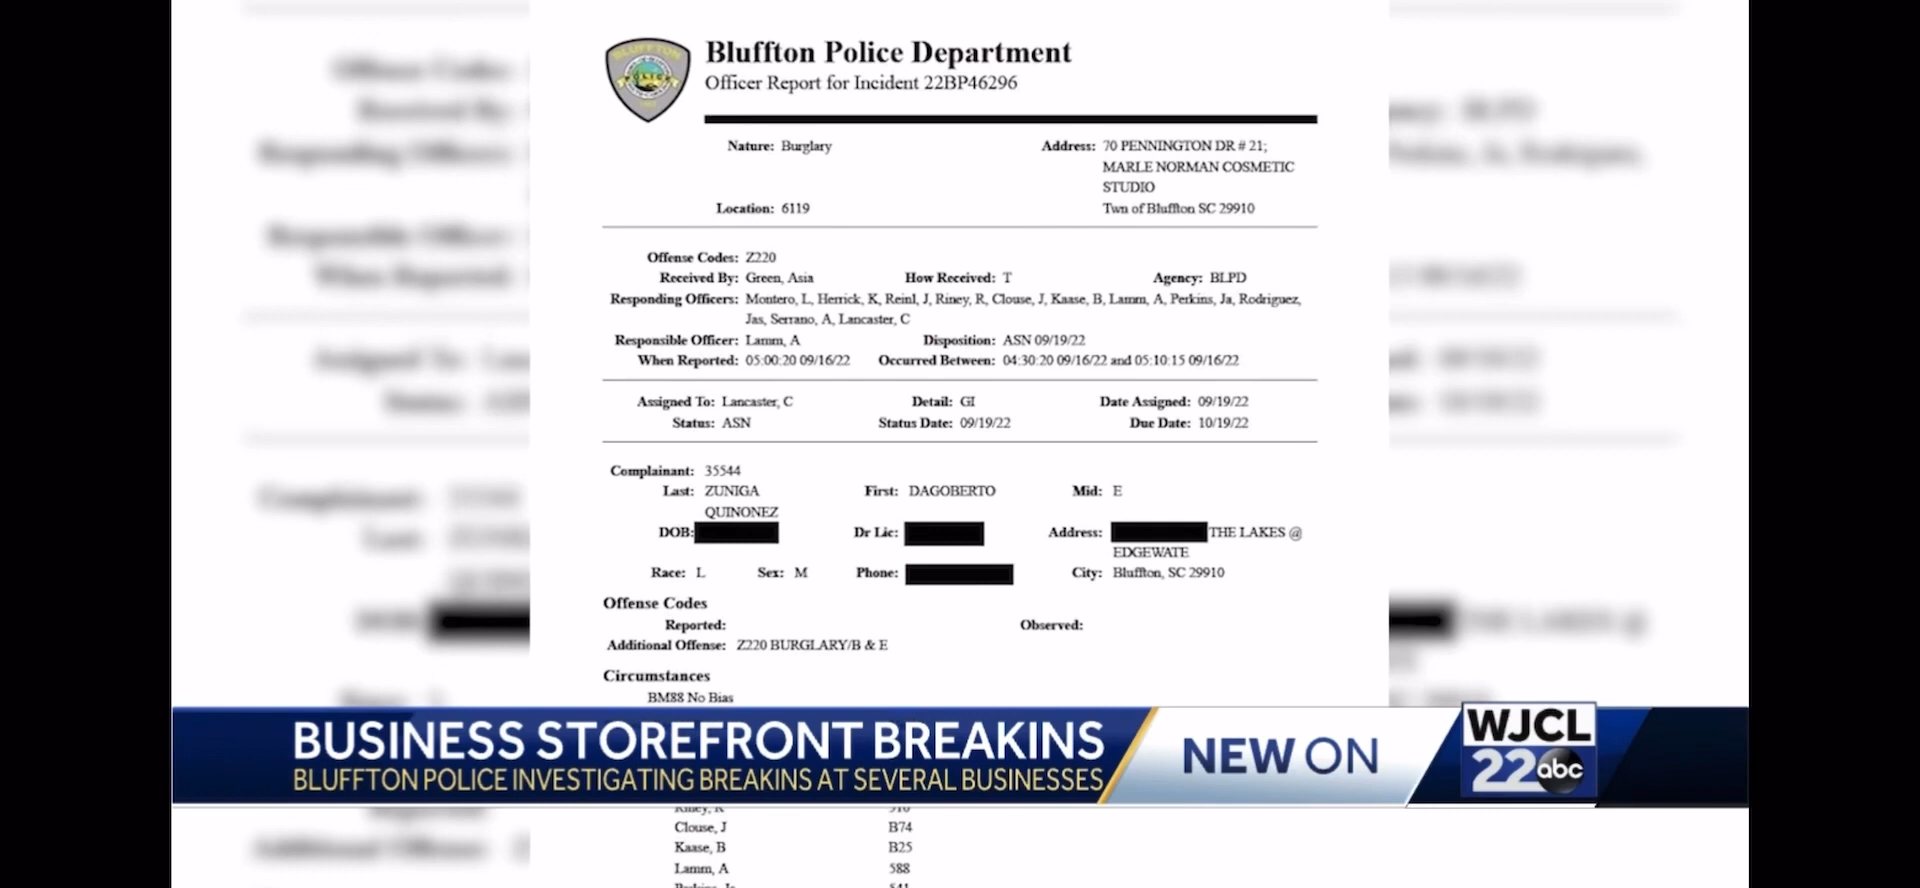 Bluffton Police Department
Officer Report for Incident 22BP46296
Nature: Burglary Address: 70 PENNINGTON DR # 21;
MARLE NORMAN COSMETIC
STUDIO
Location: 6119 Twn of Bluffton SC 29910
Offense Codes: Z220
Received By: Green, Asia How Received: T Agency: BLPD
Responding Officers: Montero, L, Herrick, K, Reinl, J, Riney, R, Clouse, J, Kaase, B, Lamm, A, Perkins, Ja, Rodriguez,
Jas, Serrano, A, Lancaster, C
Responsible Officer: Lamm, A Disposition: ASN 09/19/22
When Reported: 05:00:20 09/16/22 Occurred Between: 04:30:20 09/16/22 and 05:10:15 09/16/22
Assigned To: Lancaster, C Detail: GI Date Assigned: 09/19/22
Status: ASN Status Date: 09/19/22 Due Date: 10/19/22
Complainant: 35544
Last: ZUNIGA First: DAGOBERTO Mid: E
QUINONEZ
DOB: Dr Lic: Address: THE LAKES @
EDGEWATE
Race: L Sex: M Phone: City: Bluffton, SC 29910
Offense Codes
Reported: Observed:
Additional Offense: Z220 BURGLARY/B & E
Circumstances
BM88 No Bias
BUSINESS STOREFRONT BREAKINS
BLUFFTON POLICE INVESTIGATING BREAKINS AT SEVERAL BUSINESSES
NEW ON
WJCL
22 abc
Clouse, J B74
Kaase, B B25
Lamm, A 588